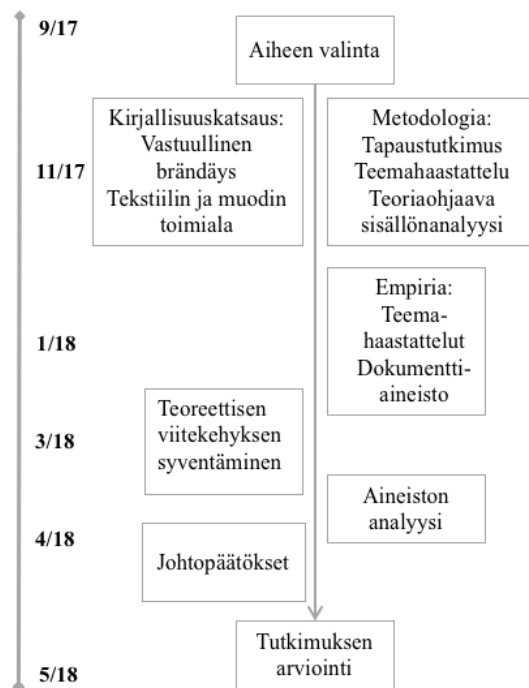 9/17
Aiheen valinta
Kirjallisuuskatsaus:
Vastuullinen
brändäys
Tekstiilin ja muodin
toimiala
11/17
Metodologia:
Tapaustutkimus
Teemahaastattelu
Teoriaohjaava
sisällönanalyysi
Empiria:
Teema-
haastattelut
Dokumentti-
aineisto
1/18
Teoreettisen
viitekehyksen
syventäminen
3/18
Aineiston
analyysi
4/18
Johtopäätökset
Tutkimuksen
arviointi
5/18